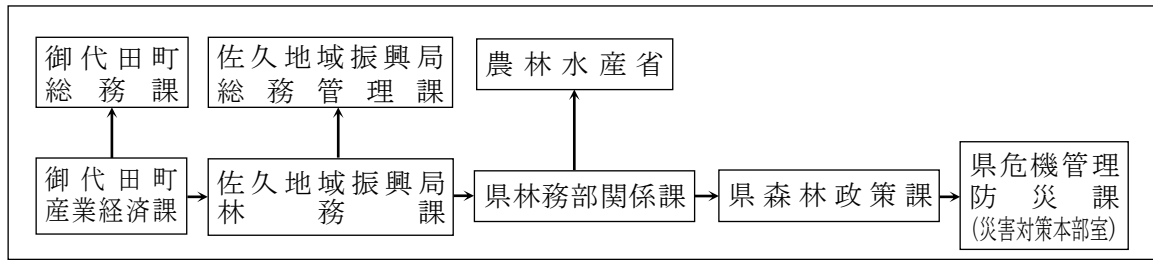 御代田町
総務課
佐久地域振興局
総務管理課
農林水産省
御代田町
産業経済課
佐久地域振興局
林務課
県林務部関係課
県森林政策課
県危機管理
防災課
(災害対策本部室)